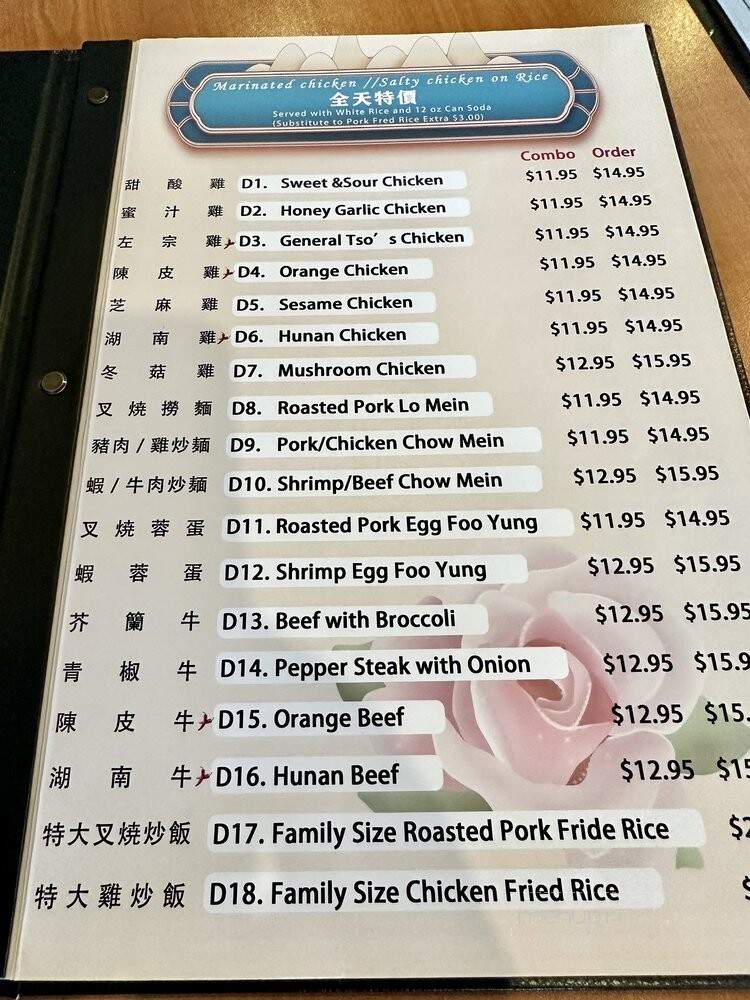 Marinated chicken //Salty chicken on Rice
全天特價
Served with White Rice and 12 oz Can Soda
(Substitute to Pork Fred Rice Extra $3.00)
Combo Order
甜 酸 雞 D1. Sweet &Sour Chicken $11.95 $14.95
蜜 汁 雞 D2. Honey Garlic Chicken $11.95 $14.95
左 宗 雞 D3. General Tso’ s Chicken $11.95 $14.95
陳 皮 雞 D4. Orange Chicken $11.95 $14.95
芝 麻 雞 D5. Sesame Chicken $11.95 $14.95
湖 南 雞 D6. Hunan Chicken $11.95 $14.95
冬 菇 雞 D7. Mushroom Chicken $12.95 $15.95
叉 燒 撈 麵 D8. Roasted Pork Lo Mein $11.95 $14.95
豬肉 / 雞炒麵 D9. Pork/Chicken Chow Mein $11.95 $14.95
蝦 / 牛肉炒麵 D10. Shrimp/Beef Chow Mein $12.95 $15.95
叉 燒 蓉 蛋 D11. Roasted Pork Egg Foo Yung $11.95 $14.95
蝦 蓉 蛋 D12. Shrimp Egg Foo Yung $12.95 $15.95
芥 蘭 牛 D13. Beef with Broccoli $12.95 $15.95
青 椒 牛 D14. Pepper Steak with Onion $12.95 $15.9
陳 皮 牛 D15. Orange Beef $12.95 $15.
湖 南 牛 D16. Hunan Beef $12.95 $15
特大叉燒炒飯 D17. Family Size Roasted Pork Fride Rice $2
特 大 雞 炒 飯 D18. Family Size Chicken Fried Rice $